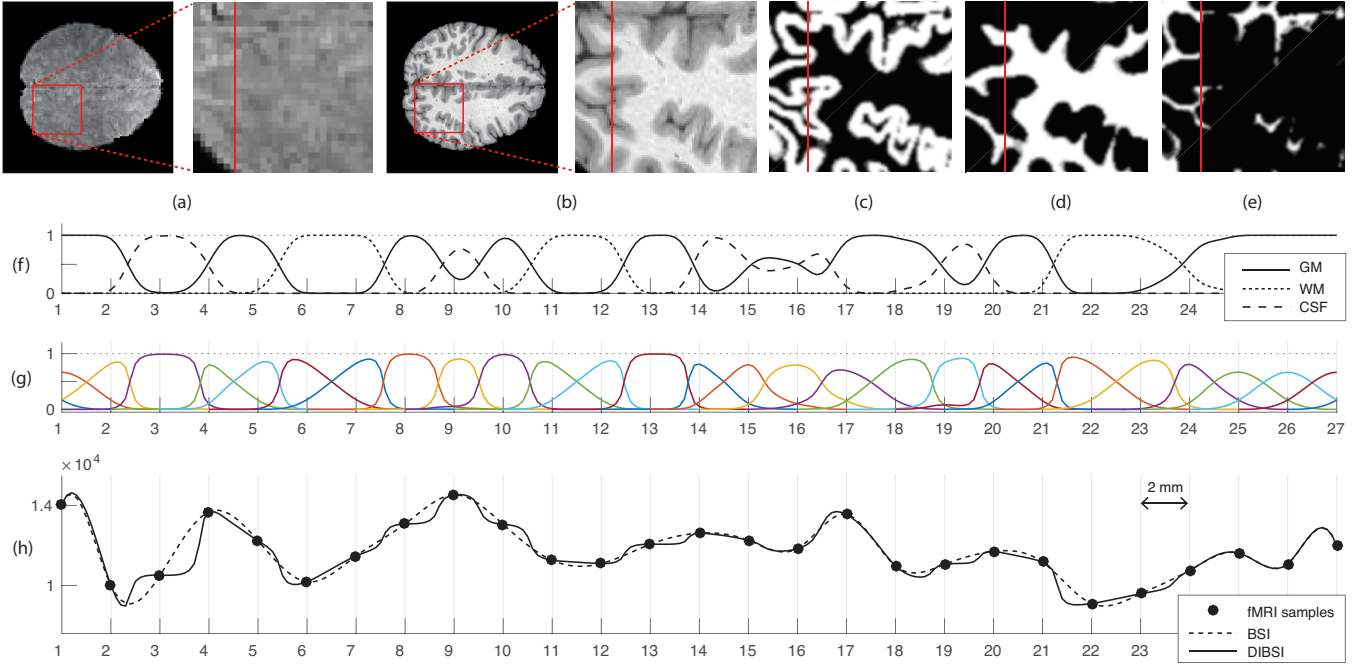 (a) (b) (c) (d) (e)
(f)
1
0
1 2 3 4 5 6 7 8 9 10 11 12 13 14 15 16 17 18 19 20 21 22 23 24
GM
WM
CSF
(g)
1
0
1 2 3 4 5 6 7 8 9 10 11 12 13 14 15 16 17 18 19 20 21 22 23 24 25 26 27
× 10⁴
1.4
1
(h)
2 mm
1 2 3 4 5 6 7 8 9 10 11 12 13 14 15 16 17 18 19 20 21 22 23
fMRI samples
BSI
DIBSI